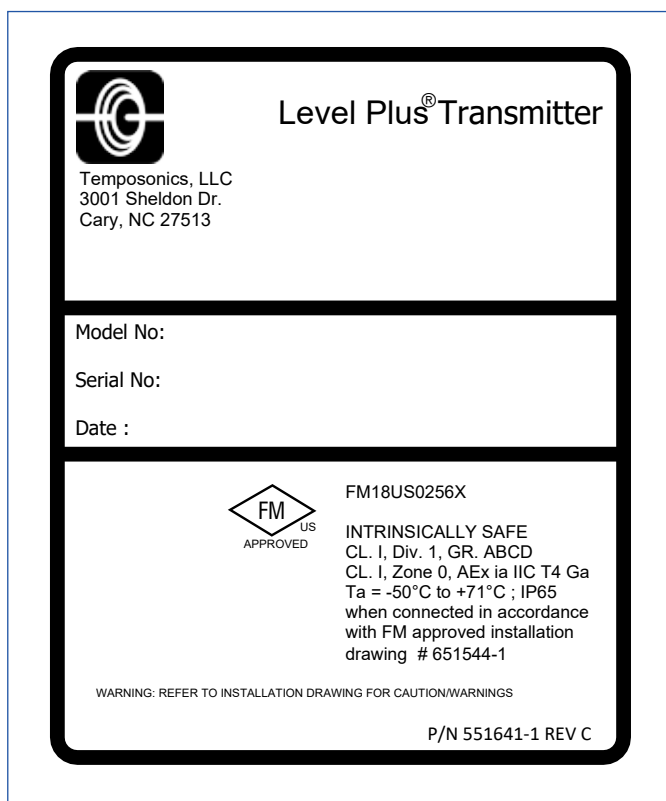 Level Plus® Transmitter
Temposonics, LLC
3001 Sheldon Dr.
Cary, NC 27513
Model No:
Serial No:
Date :
FM
US
APPROVED
FM18US0256X
INTRINSICALLY SAFE
CL. I, Div. 1, GR. ABCD
CL. I, Zone 0, AEx ia IIC T4 Ga
Ta = -50°C to +71°C ; IP65
when connected in accordance
with FM approved installation
drawing # 651544-1
WARNING: REFER TO INSTALLATION DRAWING FOR CAUTION/WARNINGS
P/N 551641-1 REV C